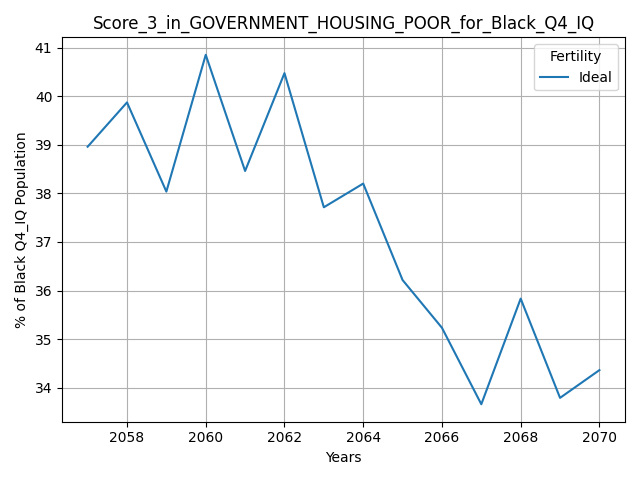 Score_3_in_GOVERNMENT_HOUSING_POOR_for_Black_Q4_IQ
Fertility
Ideal
% of Black Q4_IQ Population
41
40
39
38
37
36
35
34
2058 2060 2062 2064 2066 2068 2070
Years